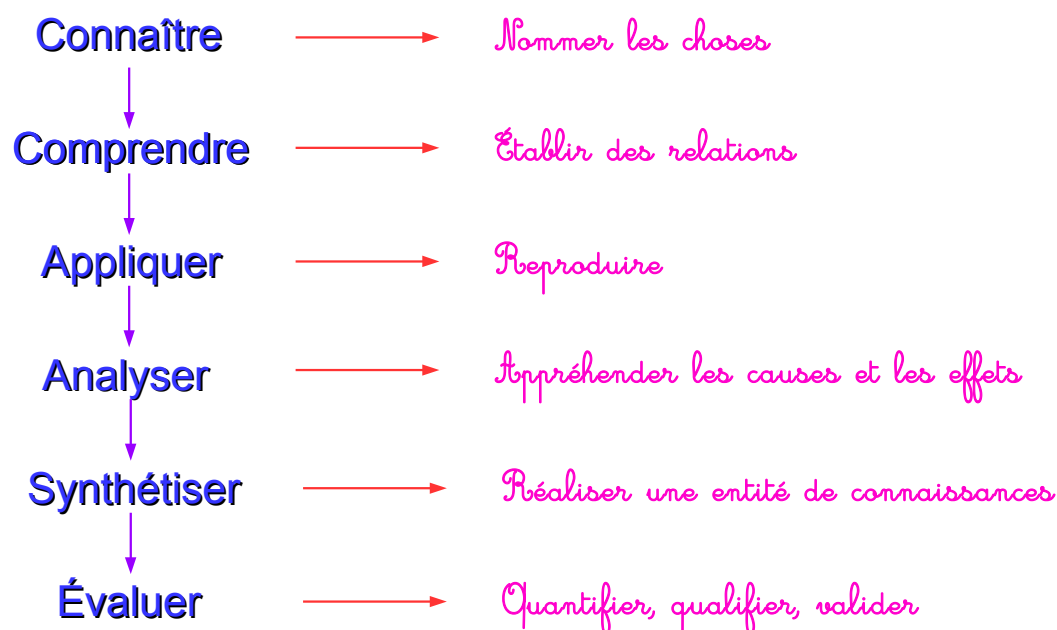 Connaître Nommer les choses
Comprendre Établir des relations
Appliquer Reproduire
Analyser Appréhender les causes et les effets
Synthétiser Réaliser une entité de connaissances
Évaluer Quantifier, qualifier, valider